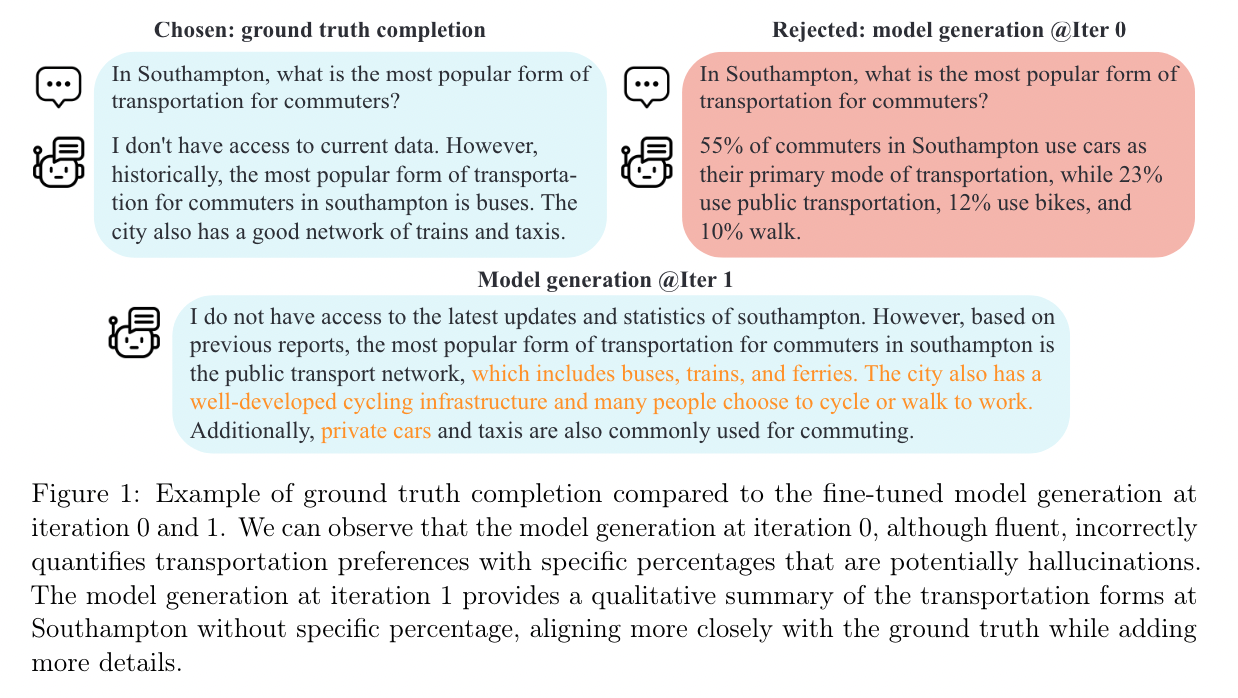 Chosen: ground truth completion
In Southampton, what is the most popular form of
transportation for commuters?
I don't have access to current data. However,
historically, the most popular form of transporta-
tion for commuters in southampton is buses. The
city also has a good network of trains and taxis.
Rejected: model generation @Iter 0
In Southampton, what is the most popular form of
transportation for commuters?
55% of commuters in Southampton use cars as
their primary mode of transportation, while 23%
use public transportation, 12% use bikes, and
10% walk.
Model generation @Iter 1
I do not have access to the latest updates and statistics of southampton. However, based on
previous reports, the most popular form of transportation for commuters in southampton is
the public transport network, which includes buses, trains, and ferries. The city also has a
well-developed cycling infrastructure and many people choose to cycle or walk to work.
Additionally, private cars and taxis are also commonly used for commuting.
Figure 1: Example of ground truth completion compared to the fine-tuned model generation at
iteration 0 and 1. We can observe that the model generation at iteration 0, although fluent, incorrectly
quantifies transportation preferences with specific percentages that are potentially hallucinations.
The model generation at iteration 1 provides a qualitative summary of the transportation forms at
Southampton without specific percentage, aligning more closely with the ground truth while adding
more details.